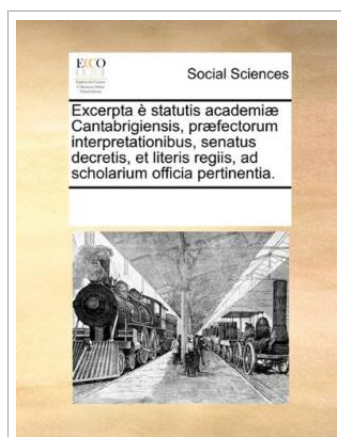 ECCO
Social Sciences
Excerpta è statutis academiæ
Cantabrigiensis, præfectorum
interpretationibus, senatus
decretis, et literis regiis, ad
scholarium officia pertinentia.